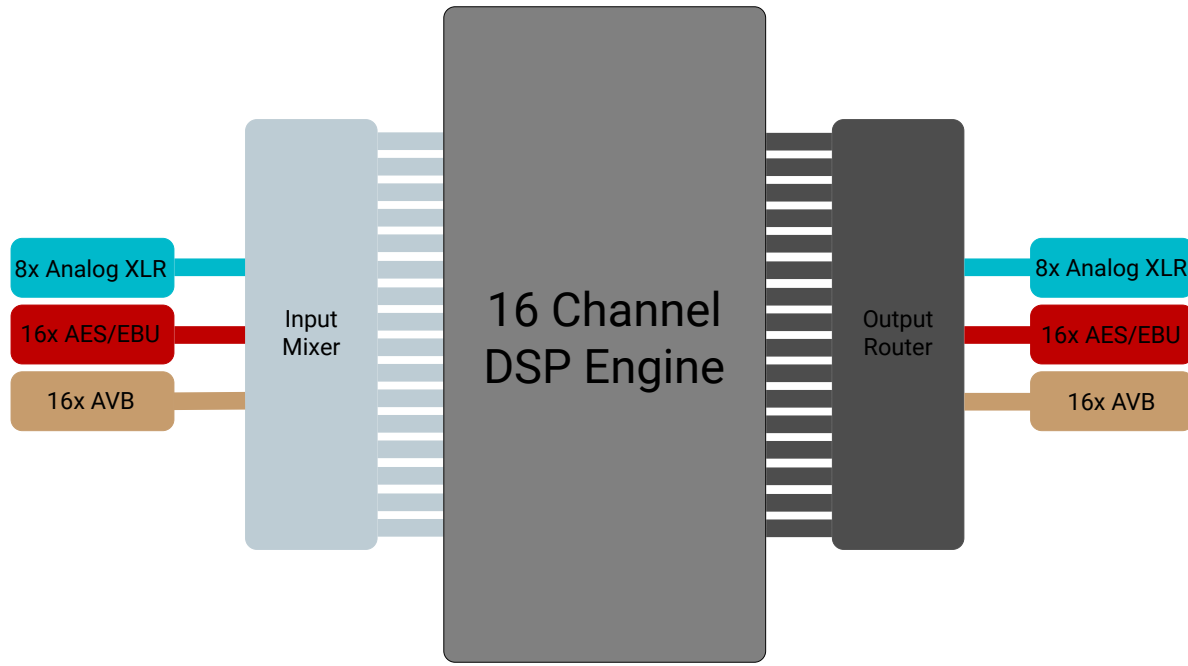 8x Analog XLR
16x AES/EBU
16x AVB
Input
Mixer
16 Channel
DSP Engine
Output
Router
8x Analog XLR
16x AES/EBU
16x AVB